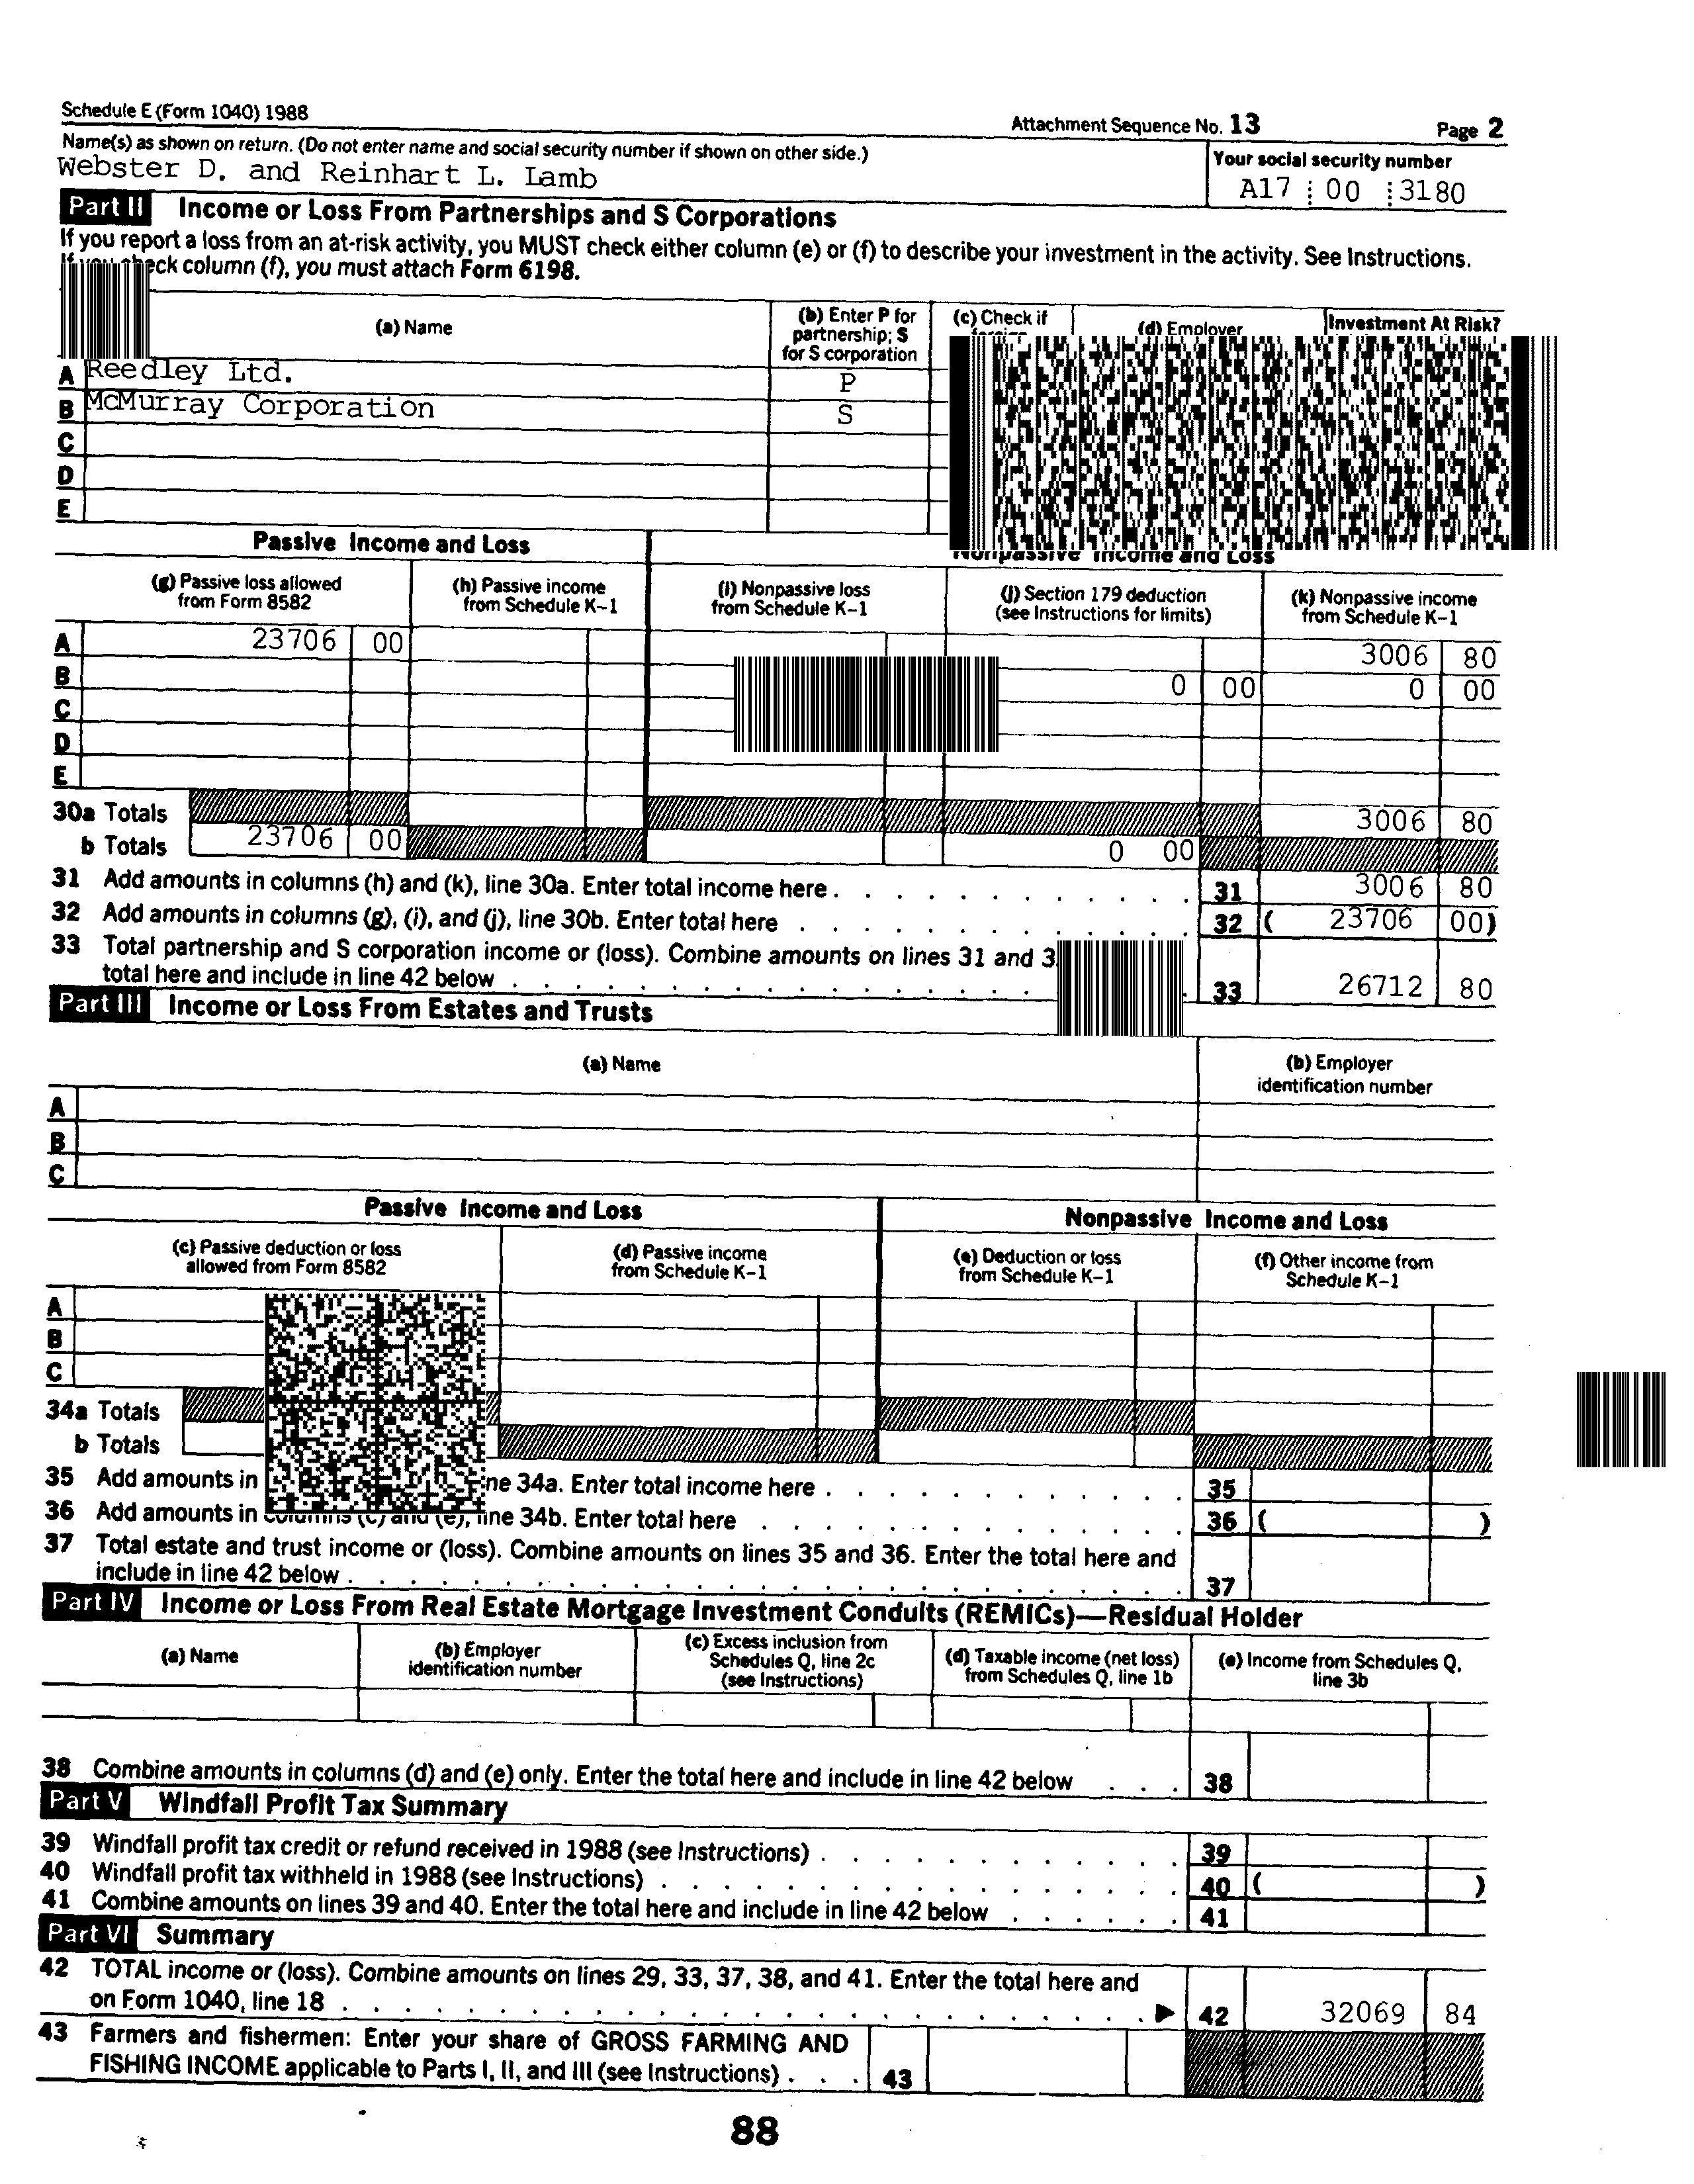 Schedule E (Form 1040) 1988
Attachment Sequence No. 13
Page 2
Name(s) as shown on return. (Do not enter name and social security number if shown on other side.)
Your social security number
Webster D. and Reinhart L. Lamb
A17 00 3180
Part II Income or Loss From Partnerships and S Corporations
If you report a loss from an at-risk activity, you MUST check either column (e) or (f) to describe your investment in the activity. See Instructions.
column (f), you must attach Form 6198.
(a) Name
(b) Enter P for partnership; S for S corporation
(c) Check if
(d) Employer
Investment At Risk?
A Reedley Ltd. P
B McMurray Corporation S
C
D
E
Passive Income and Loss
Nonpassive Income and Loss
(g) Passive loss allowed from Form 8582
(h) Passive income from Schedule K-1
(i) Nonpassive loss from Schedule K-1
(j) Section 179 deduction (see Instructions for limits)
(k) Nonpassive income from Schedule K-1
A 23706 00 3006 80
B 0 00 0 00
C
D
E
30a Totals 3006 80
b Totals 23706 00 0 00
31 Add amounts in columns (h) and (k), line 30a. Enter total income here . 31 3006 80
32 Add amounts in columns (g), (i), and (j), line 30b. Enter total here 32 ( 23706 00)
33 Total partnership and S corporation income or (loss). Combine amounts on lines 31 and
total here and include in line 42 below 33 26712 80
Part III Income or Loss From Estates and Trusts
(a) Name
(b) Employer identification number
A
B
C
Passive Income and Loss
Nonpassive Income and Loss
(c) Passive deduction or loss allowed from Form 8582
(d) Passive income from Schedule K-1
(e) Deduction or loss from Schedule K-1
(f) Other income from Schedule K-1
A
B
C
34a Totals
b Totals
35 Add amounts in 34a. Enter total income here . 35
36 Add amounts in columns (c) and (e), line 34b. Enter total here 36 ( )
37 Total estate and trust income or (loss). Combine amounts on lines 35 and 36. Enter the total here and
include in line 42 below . 37
Part IV Income or Loss From Real Estate Mortgage Investment Conduits (REMICs)—Residual Holder
(a) Name
(b) Employer identification number
(c) Excess inclusion from Schedules Q, line 2c (see Instructions)
(d) Taxable income (net loss) from Schedules Q, line 1b
(e) Income from Schedules Q, line 3b
38 Combine amounts in columns (d) and (e) only. Enter the total here and include in line 42 below 38
Part V Windfall Profit Tax Summary
39 Windfall profit tax credit or refund received in 1988 (see Instructions) . 39
40 Windfall profit tax withheld in 1988 (see Instructions) . 40 ( )
41 Combine amounts on lines 39 and 40. Enter the total here and include in line 42 below 41
Part VI Summary
42 TOTAL income or (loss). Combine amounts on lines 29, 33, 37, 38, and 41. Enter the total here and
on Form 1040, line 18 . 42 32069 84
43 Farmers and fishermen: Enter your share of GROSS FARMING AND
FISHING INCOME applicable to Parts I, II, and III (see Instructions) . 43
88